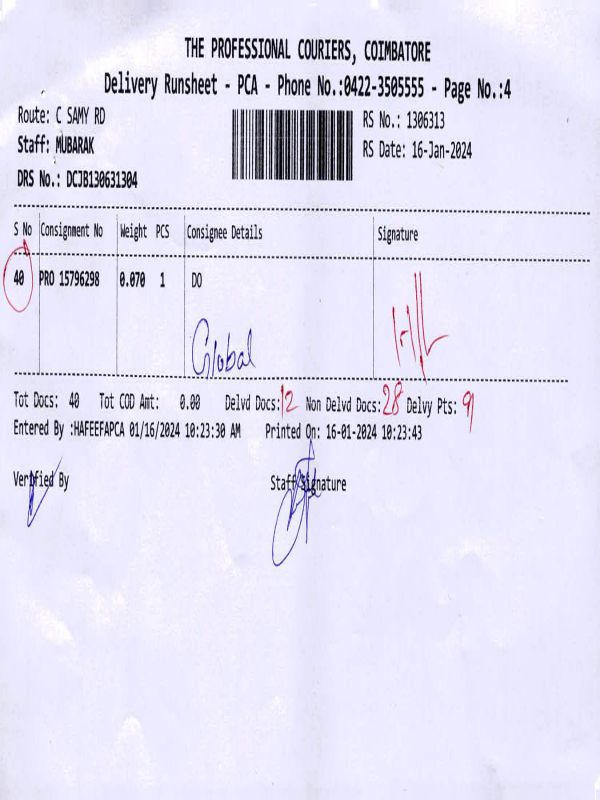 THE PROFESSIONAL COURIERS, COIMBATORE
Delivery Runsheet - PCA - Phone No.:0422-3505555 - Page No.:4
Route: C SAMY RD
RS No.: 1306313
Staff: MUBARAK
RS Date: 16-Jan-2024
DRS No.: DCJB130631304
S No Consignment No Weight PCS Consignee Details Signature
40 PRO 15796298 0.070 1 DO
Global
Tot Docs: 40 Tot COD Amt: 0.00 Delvd Docs:12 Non Delvd Docs:28 Delvy Pts: 9
Entered By :HAFEEFAPCA 01/16/2024 10:23:30 AM Printed On: 16-01-2024 10:23:43
Verified By Staff Signature